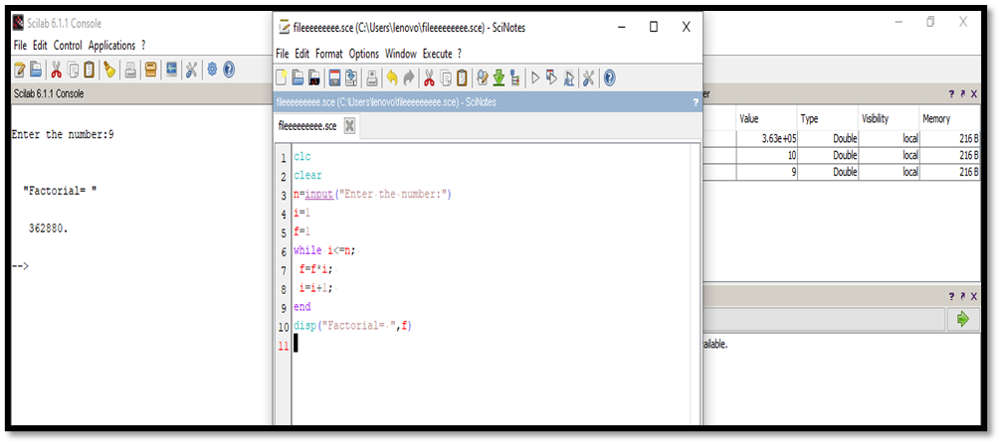 Scilab 6.1.1 Console
File Edit Control Applications ?
Scilab 6.1.1 Console
Enter the number:9
"Factorial= "
362880.
-->
fileeeeeeeee.sce (C:\Users\lenovo\fileeeeeeeee.sce) - SciNotes
File Edit Format Options Window Execute ?
fileeeeeeeee.sce (C:\Users\lenovo\fileeeeeeeee.sce) - SciNotes ?
fileeeeeeeee.sce
1 clc
2 clear
3 n=input("Enter the number:")
4 i=1
5 f=1
6 while i<=n;
7 f=f*i;
8 i=i+1;
9 end
10 disp("Factorial= ",f)
11
er ? X
Value Type Visibility Memory
3.63e+05 Double local 216 B
10 Double local 216 B
9 Double local 216 B
? X
ailable.